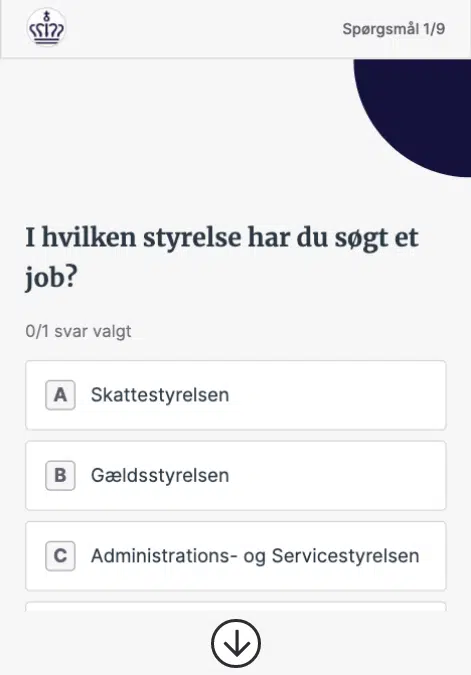 Spørgsmål 1/9
I hvilken styrelse har du søgt et
job?
0/1 svar valgt
A Skattestyrelsen
B Gældsstyrelsen
C Administrations- og Servicestyrelsen